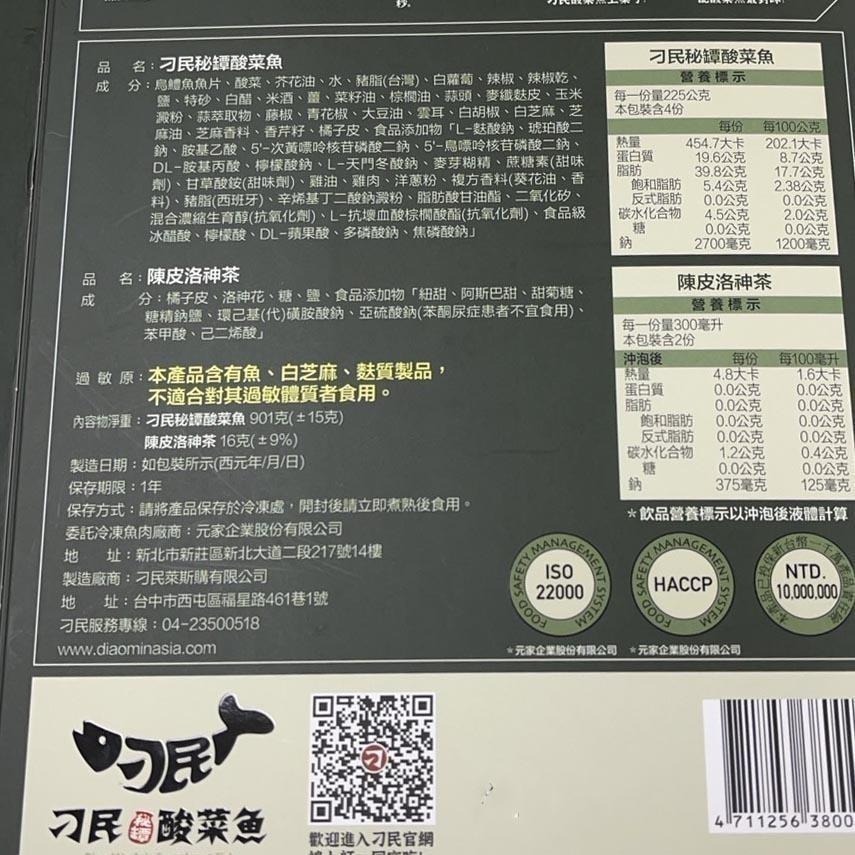 秒。
品　名：刁民秘罈酸菜魚
成　分：烏鱧魚魚片、酸菜、芥花油、水、豬脂(台灣)、白蘿蔔、辣椒、辣椒乾、
鹽、特砂、白醋、米酒、薑、菜籽油、棕櫚油、蒜頭、麥纖麩皮、玉米
澱粉、蒜萃取物、藤椒、青花椒、大豆油、雲耳、白胡椒、白芝麻、芝
麻油、芝麻香料、香芹籽、橘子皮、食品添加物「L-麩酸鈉、琥珀酸二
鈉、胺基乙酸、5'-次黃嘌呤核苷磷酸二鈉、5'-鳥嘌呤核苷磷酸二鈉、
DL-胺基丙酸、檸檬酸鈉、L-天門冬酸鈉、麥芽糊精、蔗糖素(甜味
劑)、甘草酸銨(甜味劑)、雞油、雞肉、洋蔥粉、複方香料(葵花油、香
料)、豬脂(西班牙)、辛烯基丁二酸鈉澱粉、脂肪酸甘油酯、二氧化矽、
混合濃縮生育醇(抗氧化劑)、L-抗壞血酸棕櫚酸酯(抗氧化劑)、食品級
冰醋酸、檸檬酸、DL-蘋果酸、多磷酸鈉、焦磷酸鈉」
刁民秘罈酸菜魚
營養標示
每一份量225公克
本包裝含4份
每份　每100公克
熱量　454.7大卡　202.1大卡
蛋白質　19.6公克　8.7公克
脂肪　39.8公克　17.7公克
飽和脂肪　5.4公克　2.38公克
反式脂肪　0.0公克　0.0公克
碳水化合物　4.5公克　2.0公克
糖　0.0公克　0.0公克
鈉　2700毫克　1200毫克
品　名：陳皮洛神茶
成　分：橘子皮、洛神花、糖、鹽、食品添加物「紐甜、阿斯巴甜、甜菊糖、
糖精鈉鹽、環己基(代)磺胺酸鈉、亞硫酸鈉(苯酮尿症患者不宜食用)、
苯甲酸、己二烯酸」
陳皮洛神茶
營養標示
每一份量300毫升
本包裝含2份
沖泡後　每份　每100毫升
熱量　4.8大卡　1.6大卡
蛋白質　0.0公克　0.0公克
脂肪　0.0公克　0.0公克
飽和脂肪　0.0公克　0.0公克
反式脂肪　0.0公克　0.0公克
碳水化合物　1.2公克　0.4公克
糖　0.0公克　0.0公克
鈉　375毫克　125毫克
*飲品營養標示以沖泡後液體計算
過敏原：本產品含有魚、白芝麻、麩質製品，
不適合對其過敏體質者食用。
內容物淨重：刁民秘罈酸菜魚 901克(±15克)
陳皮洛神茶 16克(±9%)
製造日期：如包裝所示(西元年/月/日)
保存期限：1年
保存方式：請將產品保存於冷凍處，開封後請立即煮熟後食用。
委託冷凍魚肉廠商：元家企業股份有限公司
地　址：新北市新莊區新北大道二段217號14樓
製造廠商：刁民萊斯購有限公司
地　址：台中市西屯區福星路461巷1號
刁民服務專線：04-23500518
www.diaominasia.com
FOOD SAFETY MANAGEMENT SYSTEM
ISO
22000
*元家企業股份有限公司
FOOD SAFETY MANAGEMENT SYSTEM
HACCP
*元家企業股份有限公司
NTD.
10,000,000
刁民
刁民秘罈酸菜魚
刁
歡迎進入刁民官網
4 711256 3800